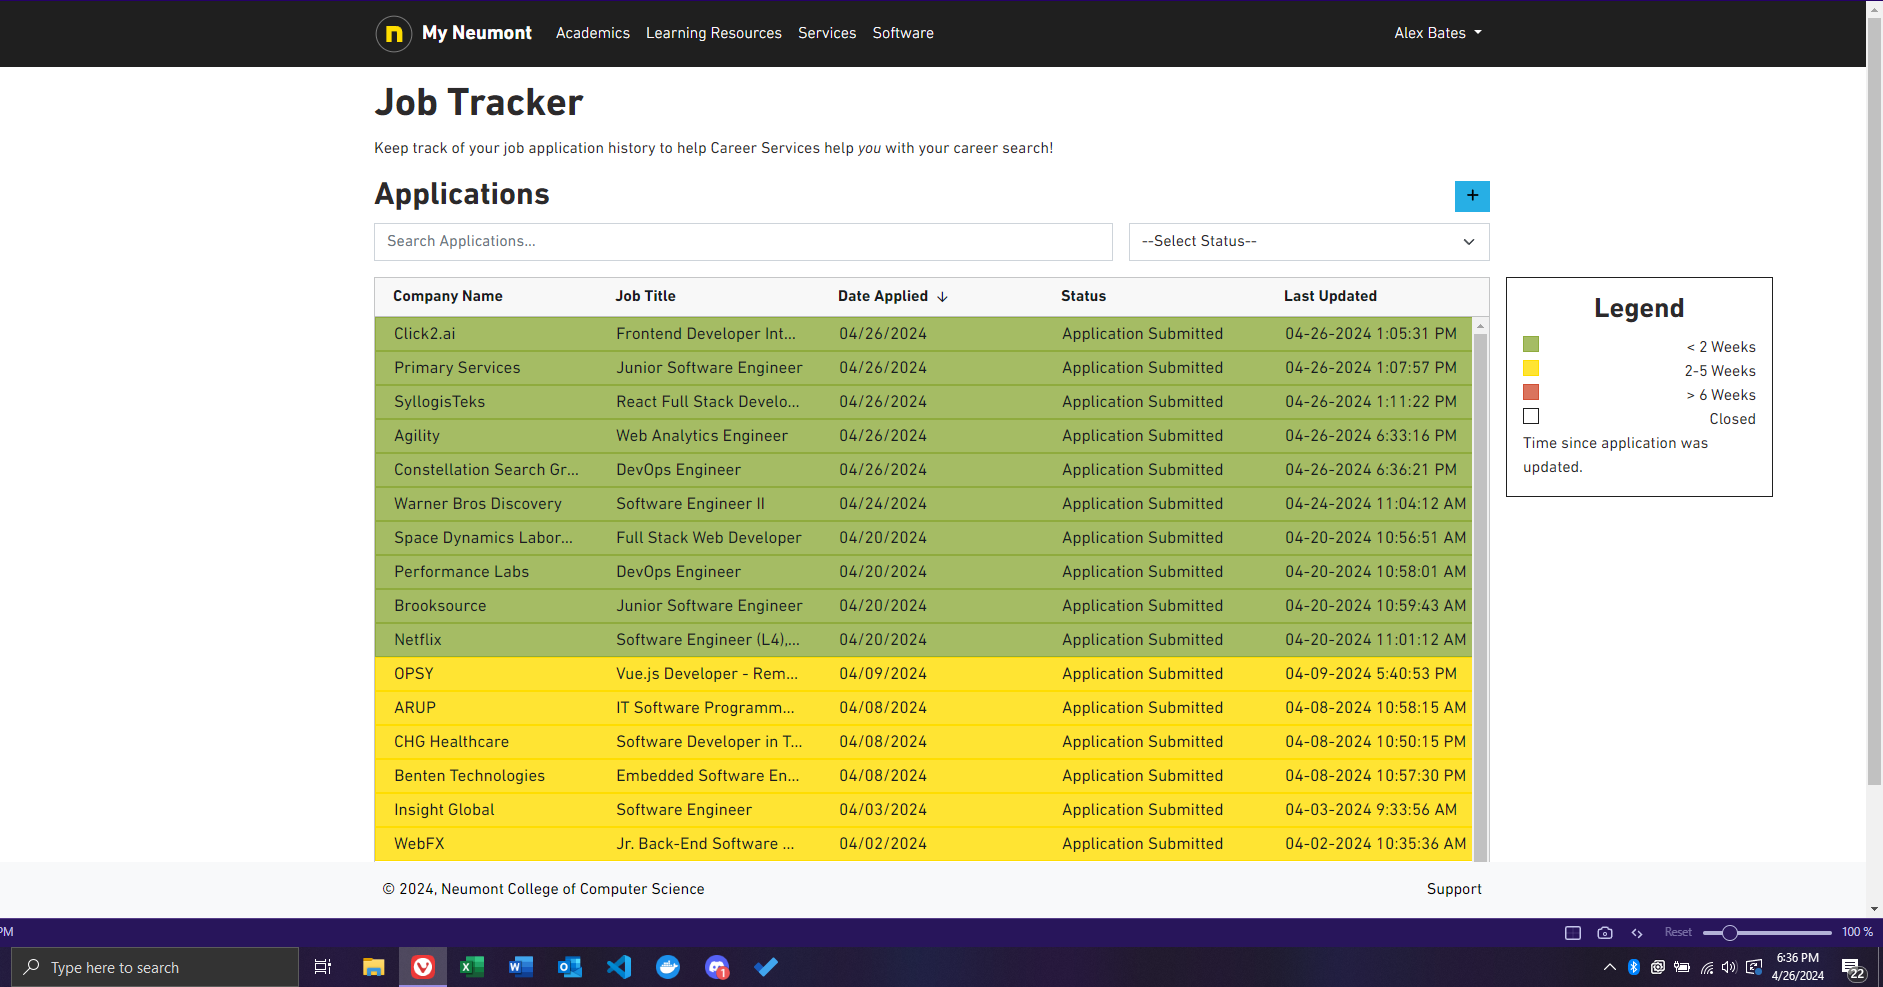 n My Neumont Academics Learning Resources Services Software Alex Bates
Job Tracker
Keep track of your job application history to help Career Services help you with your career search!
Applications +
Search Applications... --Select Status--
Company Name Job Title Date Applied ↓ Status Last Updated
Click2.ai Frontend Developer Int... 04/26/2024 Application Submitted 04-26-2024 1:05:31 PM
Primary Services Junior Software Engineer 04/26/2024 Application Submitted 04-26-2024 1:07:57 PM
SyllogisTeks React Full Stack Develo... 04/26/2024 Application Submitted 04-26-2024 1:11:22 PM
Agility Web Analytics Engineer 04/26/2024 Application Submitted 04-26-2024 6:33:16 PM
Constellation Search Gr... DevOps Engineer 04/26/2024 Application Submitted 04-26-2024 6:36:21 PM
Warner Bros Discovery Software Engineer II 04/24/2024 Application Submitted 04-24-2024 11:04:12 AM
Space Dynamics Labor... Full Stack Web Developer 04/20/2024 Application Submitted 04-20-2024 10:56:51 AM
Performance Labs DevOps Engineer 04/20/2024 Application Submitted 04-20-2024 10:58:01 AM
Brooksource Junior Software Engineer 04/20/2024 Application Submitted 04-20-2024 10:59:43 AM
Netflix Software Engineer (L4),... 04/20/2024 Application Submitted 04-20-2024 11:01:12 AM
OPSY Vue.js Developer - Rem... 04/09/2024 Application Submitted 04-09-2024 5:40:53 PM
ARUP IT Software Programm... 04/08/2024 Application Submitted 04-08-2024 10:58:15 AM
CHG Healthcare Software Developer in T... 04/08/2024 Application Submitted 04-08-2024 10:50:15 PM
Benten Technologies Embedded Software En... 04/08/2024 Application Submitted 04-08-2024 10:57:30 PM
Insight Global Software Engineer 04/03/2024 Application Submitted 04-03-2024 9:33:56 AM
WebFX Jr. Back-End Software ... 04/02/2024 Application Submitted 04-02-2024 10:35:36 AM
Legend
< 2 Weeks
2-5 Weeks
> 6 Weeks
Closed
Time since application was
updated.
© 2024, Neumont College of Computer Science Support
PM Reset 100 %
Type here to search 1 6:36 PM
4/26/2024 22